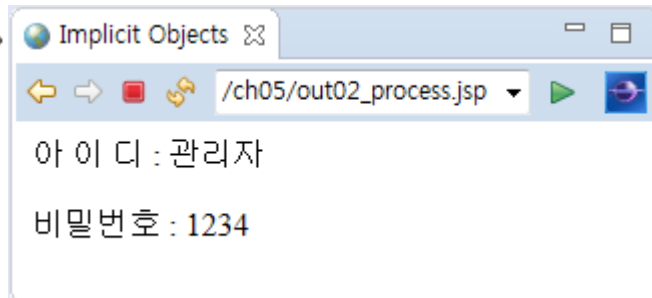 Implicit Objects
/ch05/out02_process.jsp
아 이 디 : 관리자
비밀번호 : 1234